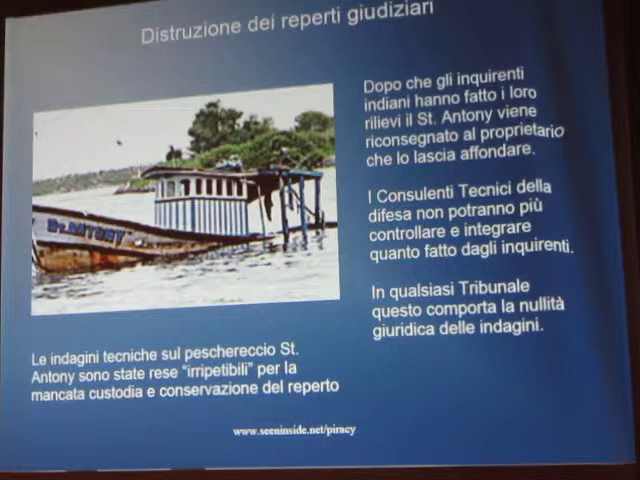 Distruzione dei reperti giudiziari
Dopo che gli inquirenti
indiani hanno fatto i loro
rilievi il St. Antony viene
riconsegnato al proprietario
che lo lascia affondare.
I Consulenti Tecnici della
difesa non potranno più
controllare e integrare
quanto fatto dagli inquirenti.
In qualsiasi Tribunale
questo comporta la nullità
giuridica delle indagini.
St. ANTONY
Le indagini tecniche sul peschereccio St.
Antony sono state rese "irripetibili" per la
mancata custodia e conservazione del reperto
www.seeninside.net/piracy